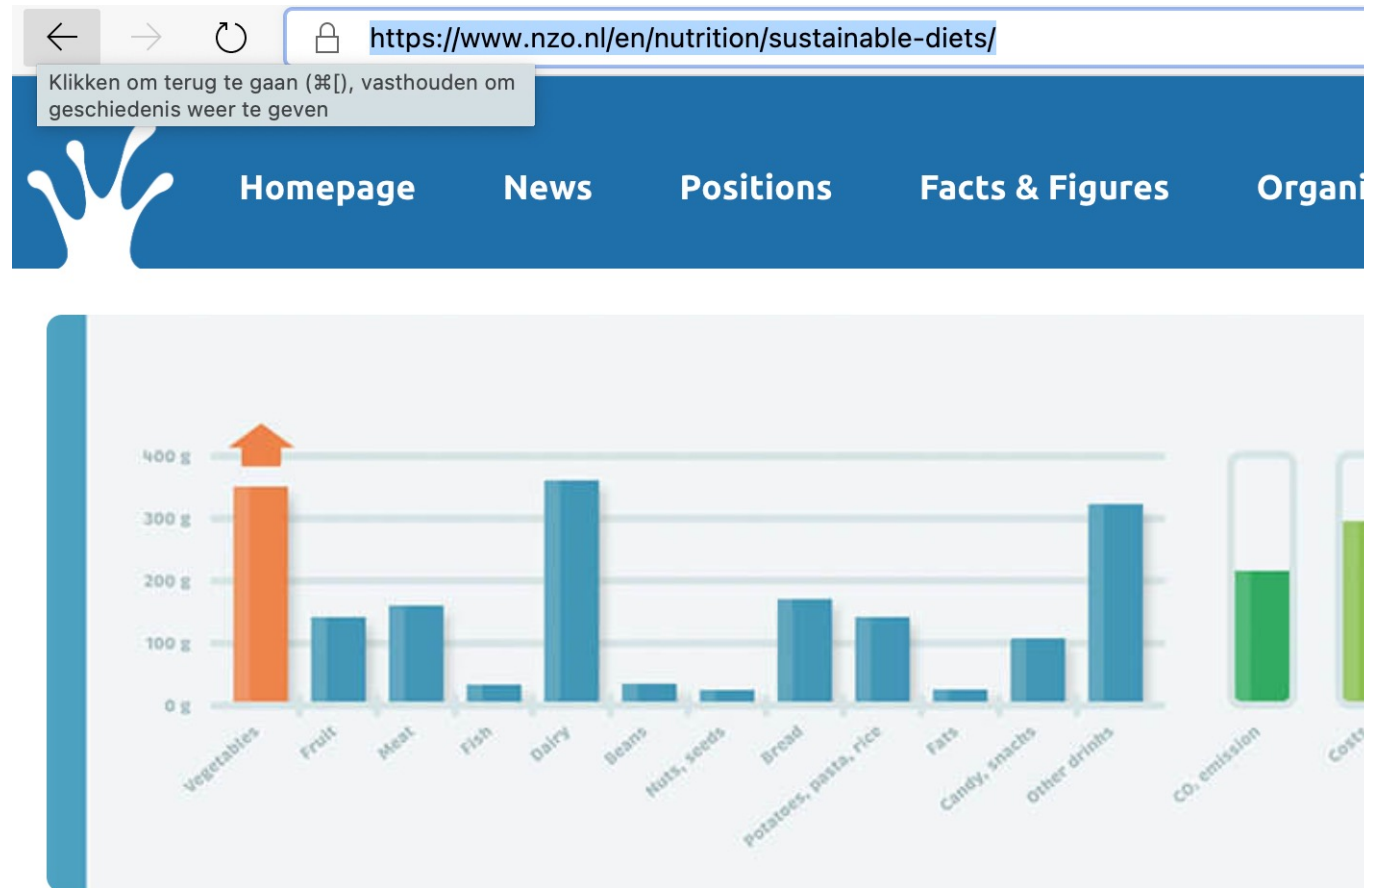 https://www.nzo.nl/en/nutrition/sustainable-diets/
Klikken om terug te gaan (⌘[), vasthouden om
geschiedenis weer te geven
Homepage News Positions Facts & Figures Organi
400 g
300 g
200 g
100 g
0 g
Vegetables
Fruit
Meat
Fish
Dairy
Beans
Nuts, seeds
Bread
Potatoes, pasta, rice
Fats
Candy, snacks
Other drinks
CO₂ emission
Costs